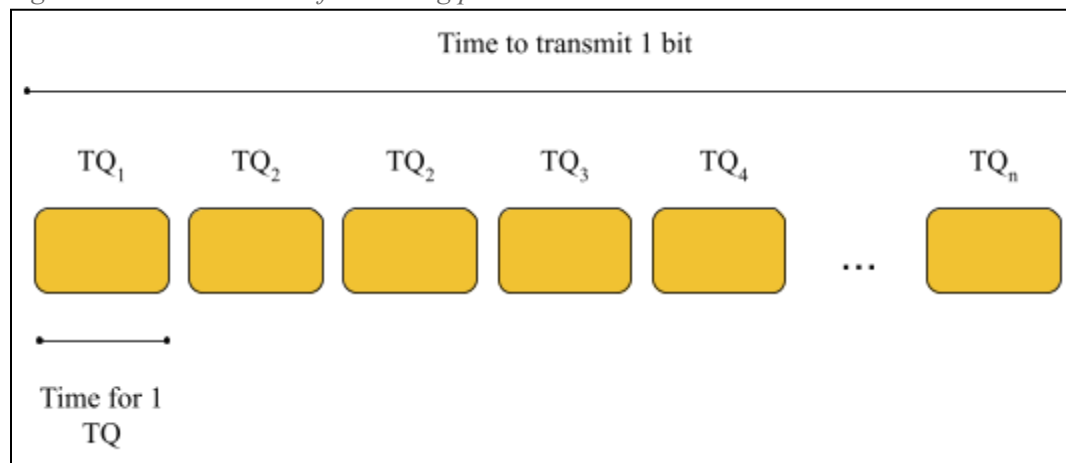 Time to transmit 1 bit
TQ₁ TQ₂ TQ₂ TQ₃ TQ₄ TQₙ
...
Time for 1
TQ